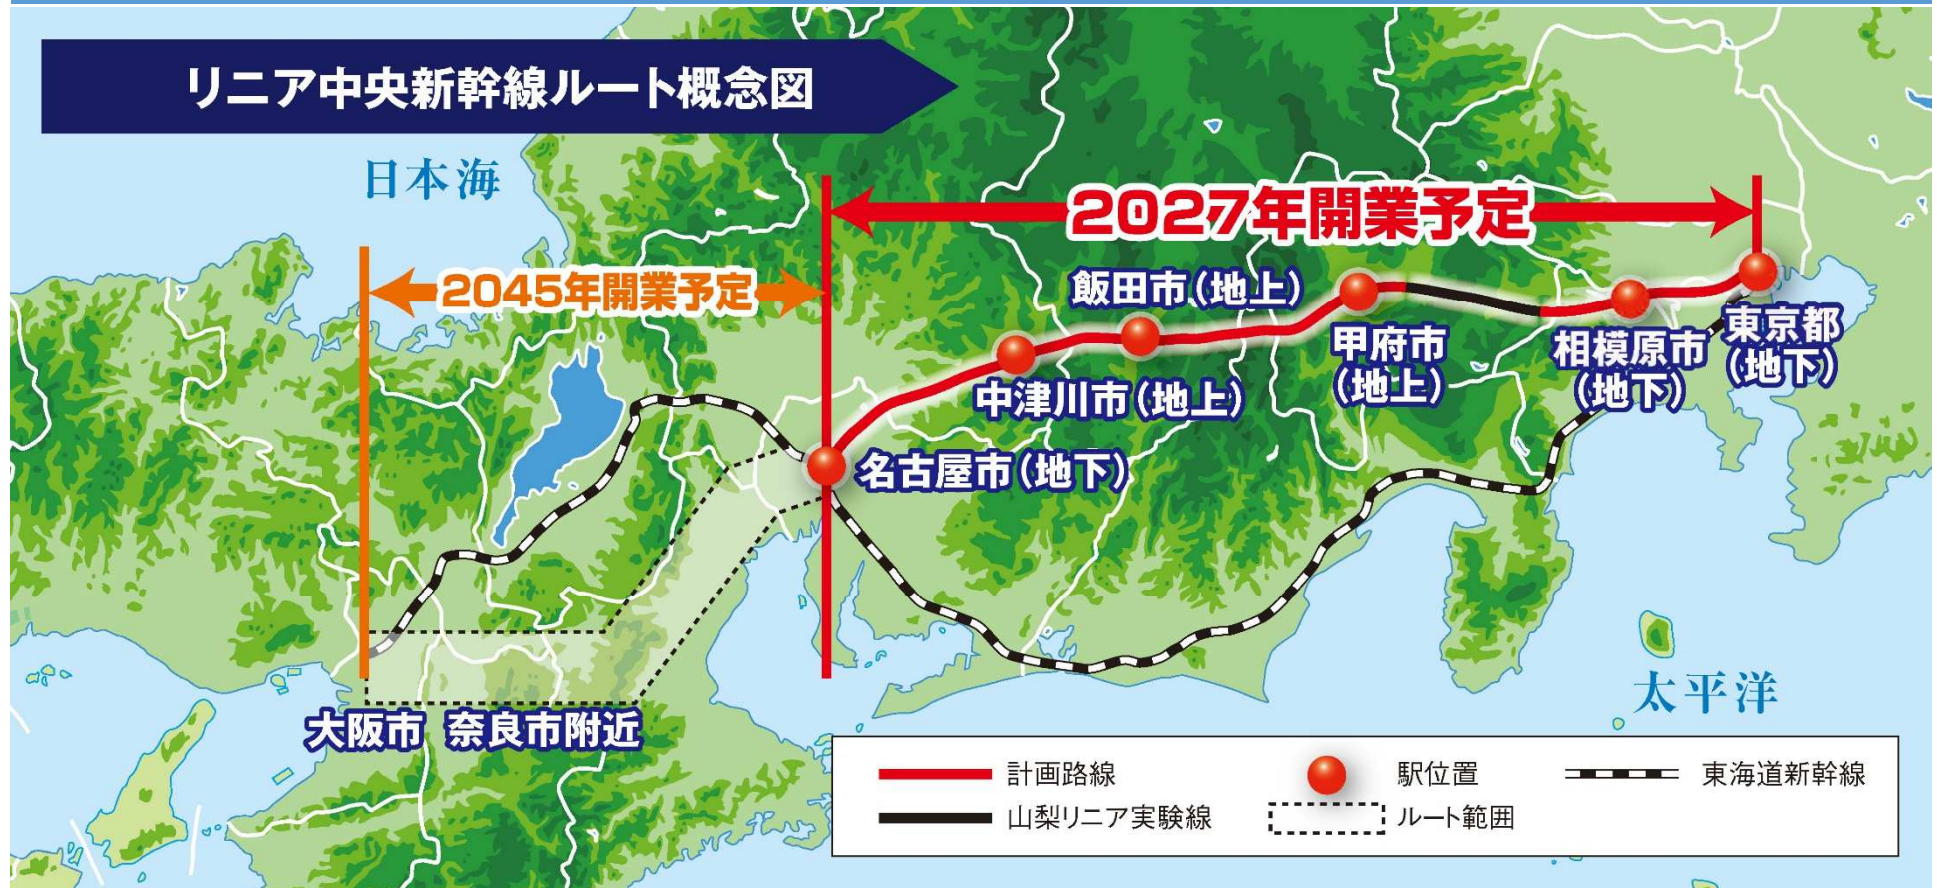 リニア中央新幹線ルート概念図
日本海
2027年開業予定
2045年開業予定
飯田市(地上)
甲府市
(地上)
相模原市
(地下)
東京都
(地下)
中津川市(地上)
名古屋市(地下)
太平洋
大阪市
奈良市附近
計画路線
駅位置
東海道新幹線
山梨リニア実験線
ルート範囲